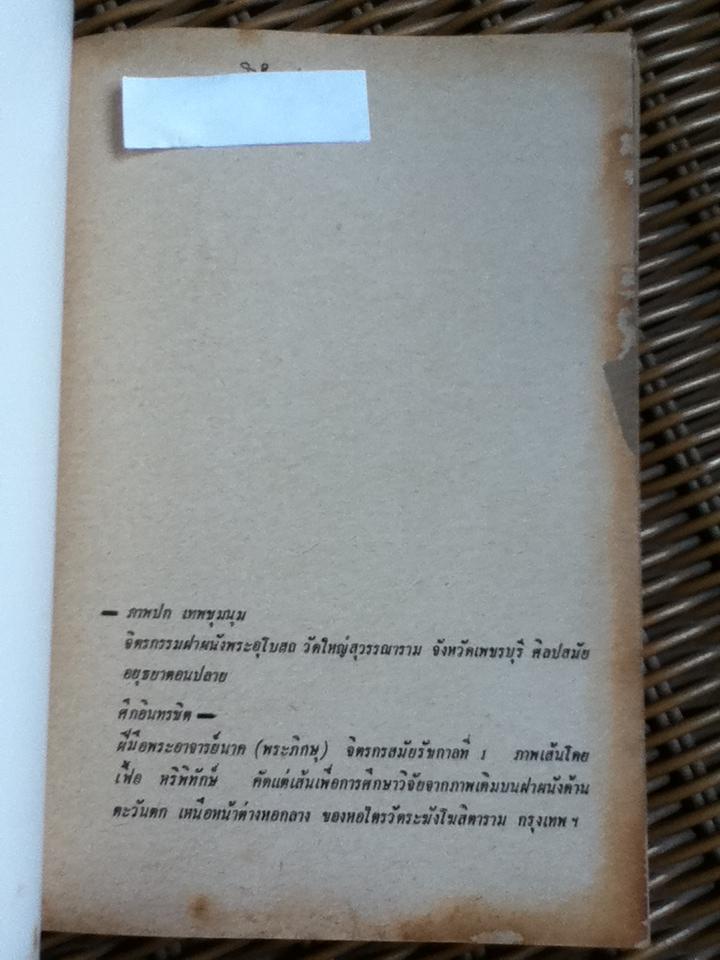 — ภาพปก เทพชุมนุม
จิตรกรรมฝาผนังพระอุโบสถ วัดใหญ่สุวรรณาราม จังหวัดเพชรบุรี ศิลปสมัย
อยุธยาตอนปลาย
ศึกอินทรชิต —
ฝีมือพระอาจารย์นาค (พระภิกษุ) จิตรกรสมัยรัชกาลที่ 1 ภาพเส้นโดย
เฟื้อ หริพิทักษ์ คัดแต่เส้นเพื่อการศึกษาวิจัยจากภาพเดิมบนฝาผนังด้าน
ตะวันตก เหนือหน้าต่างหอกลาง ของหอไตรวัดระฆังโฆสิตาราม กรุงเทพ ฯ